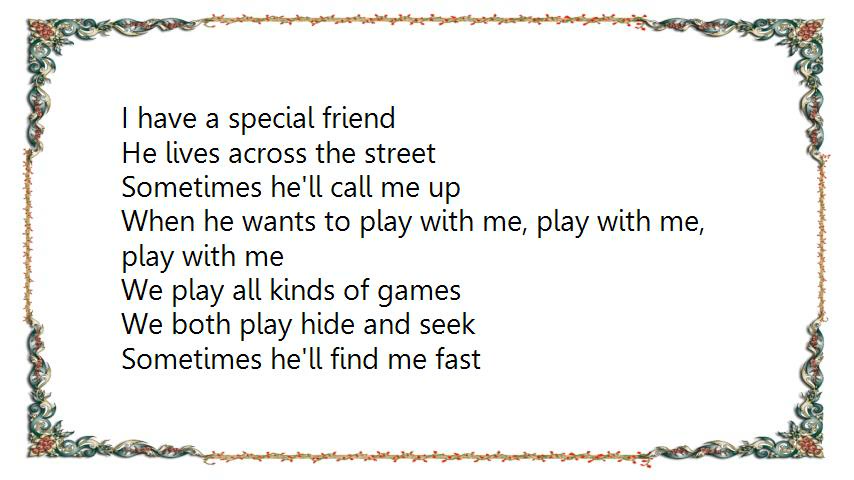 I have a special friend
He lives across the street
Sometimes he'll call me up
When he wants to play with me, play with me,
play with me
We play all kinds of games
We both play hide and seek
Sometimes he'll find me fast